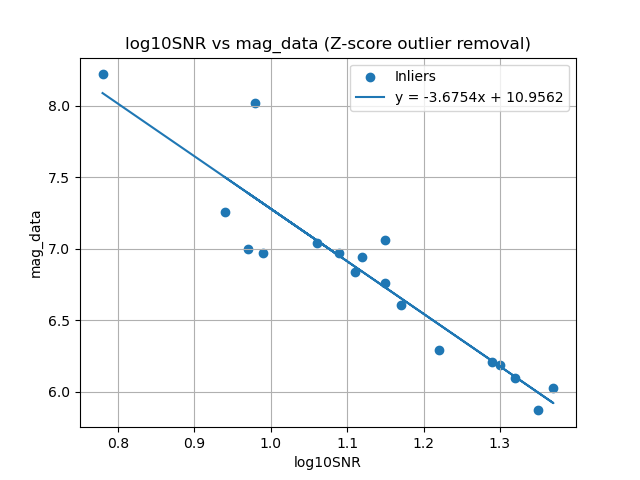 log10SNR vs mag_data (Z-score outlier removal)
Inliers
y = -3.6754x + 10.9562
8.0
7.5
7.0
6.5
6.0
mag_data
0.8 0.9 1.0 1.1 1.2 1.3
log10SNR